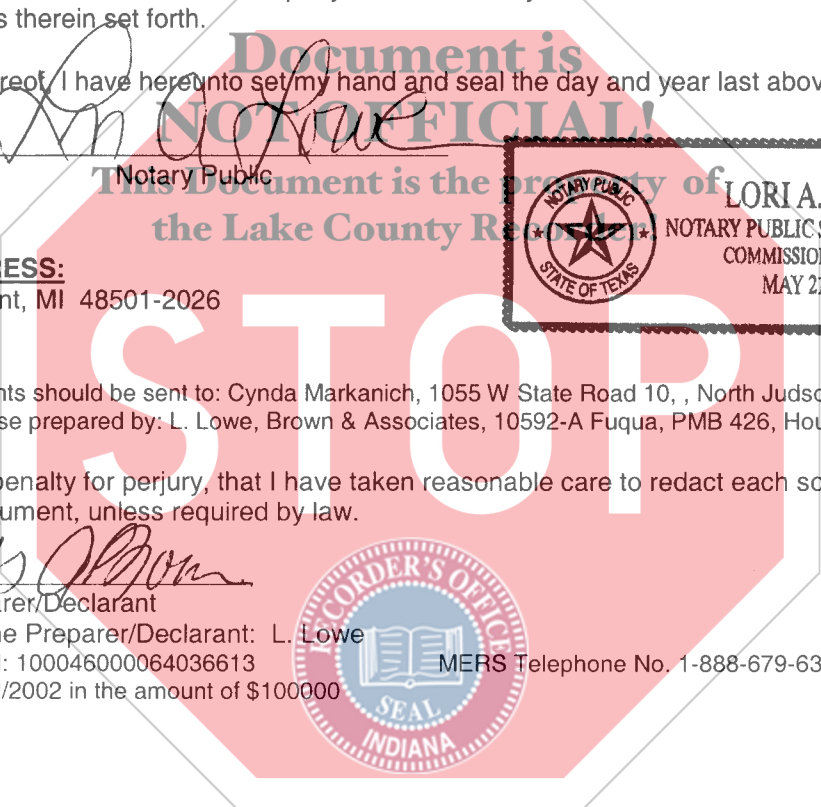 s therein set forth.
Document is
reof, I have hereunto set my hand and seal the day and year last abov
NOT OFFICIAL!
Notary Public
This Document is the property of
the Lake County Recorder!
NOTARY PUBLIC
STATE OF TEXAS
LORI A.
NOTARY PUBLIC S
COMMISSION
MAY 2
RESS:
nt, MI 48501-2026
STOP
nts should be sent to: Cynda Markanich, 1055 W State Road 10, , North Judso
se prepared by: L. Lowe, Brown & Associates, 10592-A Fuqua, PMB 426, Hou
penalty for perjury, that I have taken reasonable care to redact each so
ument, unless required by law.
rer/Declarant
e Preparer/Declarant: L. Lowe
: 100046000064036613 MERS Telephone No. 1-888-679-63
/2002 in the amount of $100000
RECORDER'S OFFICE
SEAL
INDIANA